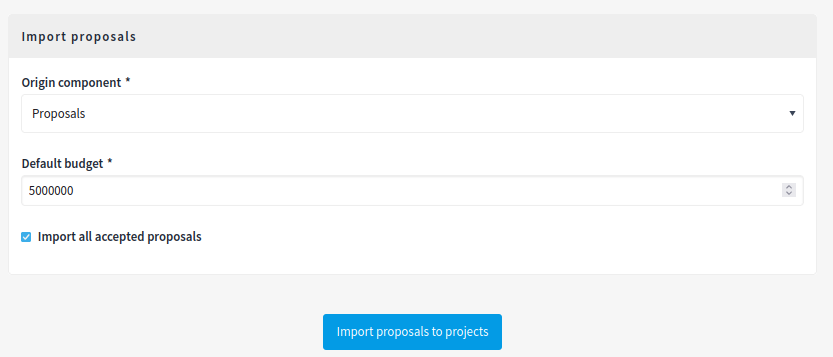 Import proposals
Origin component *
Proposals
Default budget *
5000000
Import all accepted proposals
Import proposals to projects